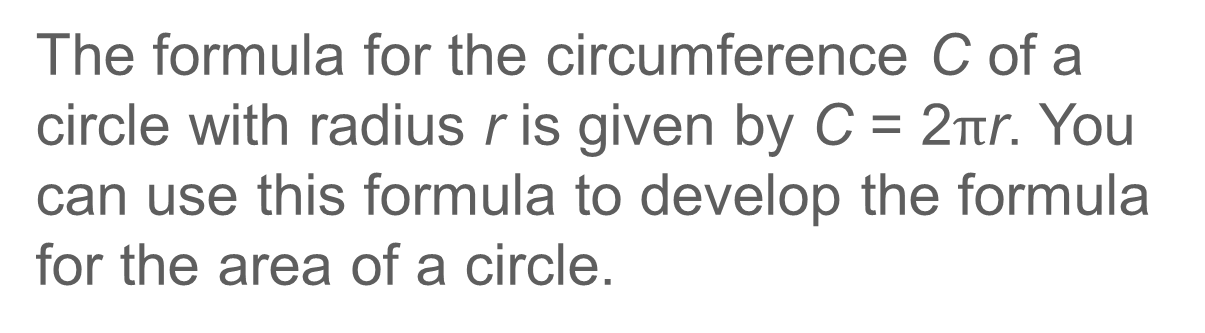 The formula for the circumference C of a
circle with radius r is given by C = 2πr. You
can use this formula to develop the formula
for the area of a circle.